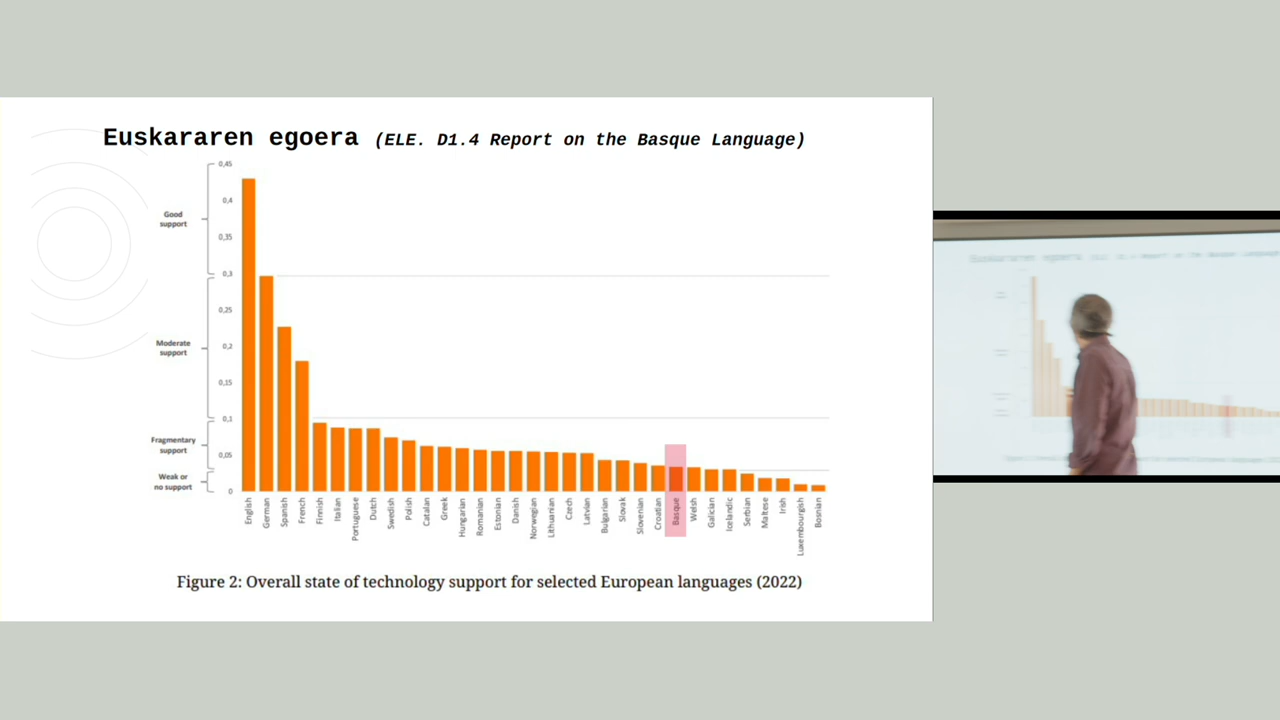 Euskararen egoera (ELE. D1.4 Report on the Basque Language)
0,45
Good
support
0,4
0,35
0,3
Moderate
support
0,25
0,2
0,15
0,1
Fragmentary
support
0,05
Weak or
no support
0
English
German
Spanish
French
Finnish
Italian
Portuguese
Dutch
Swedish
Polish
Catalan
Greek
Hungarian
Romanian
Estonian
Danish
Norwegian
Lithuanian
Czech
Latvian
Bulgarian
Slovak
Slovenian
Croatian
Basque
Welsh
Galician
Icelandic
Serbian
Maltese
Irish
Luxembourgish
Bosnian
Figure 2: Overall state of technology support for selected European languages (2022)